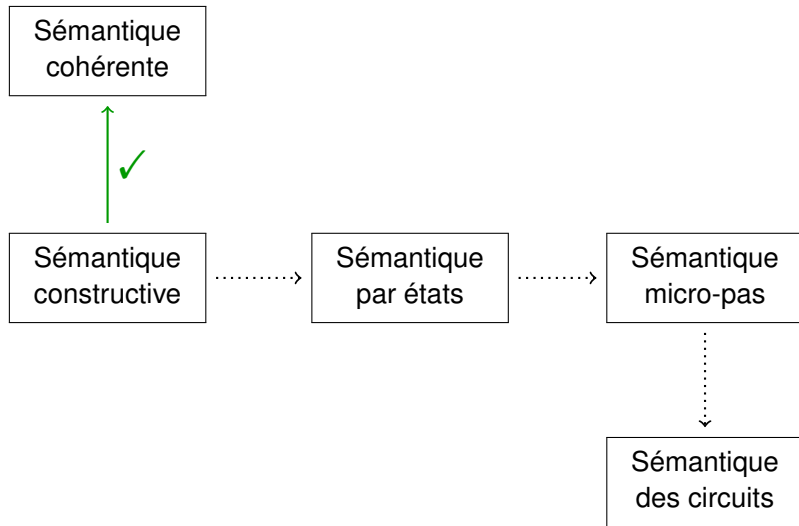 Sémantique
cohérente
Sémantique
constructive
Sémantique
par états
Sémantique
micro-pas
Sémantique
des circuits